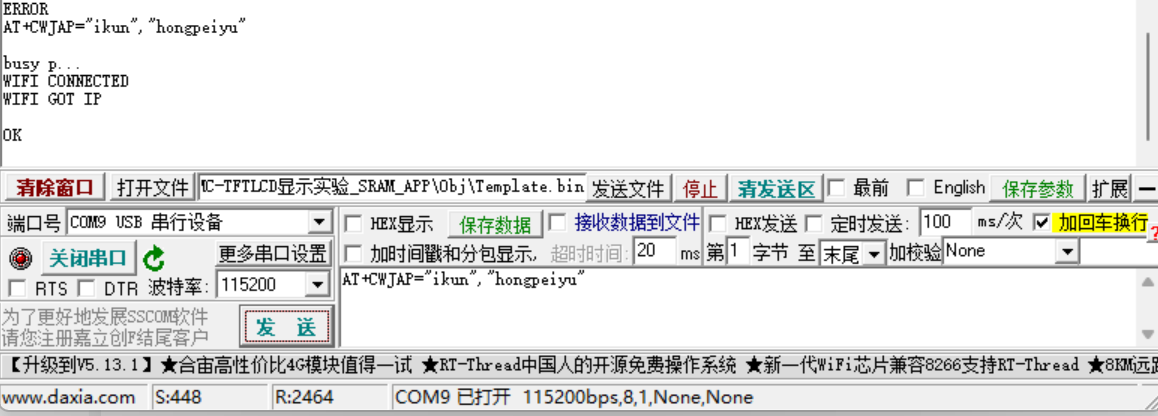 ERROR
AT+CWJAP="ikun","hongpeiyu"
busy p...
WIFI CONNECTED
WIFI GOT IP
OK
清除窗口 打开文件 C-TFTLCD显示实验_SRAM_APP\Obj\Template.bin 发送文件 停止 清发送区 最前 English 保存参数 扩展 —
端口号 COM9 USB 串行设备 HEX显示 保存数据 接收数据到文件 HEX发送 定时发送: 100 ms/次 加回车换行
关闭串口 更多串口设置 加时间戳和分包显示, 超时时间: 20 ms 第 1 字节 至 末尾 加校验 None
RTS DTR 波特率: 115200 AT+CWJAP="ikun","hongpeiyu"
为了更好地发展SSCOM软件
请您注册嘉立创F结尾客户
发 送
【升级到V5.13.1】★合宙高性价比4G模块值得一试 ★RT-Thread中国人的开源免费操作系统 ★新一代WiFi芯片兼容8266支持RT-Thread ★8KM远
www.daxia.com S:448 R:2464 COM9 已打开 115200bps,8,1,None,None